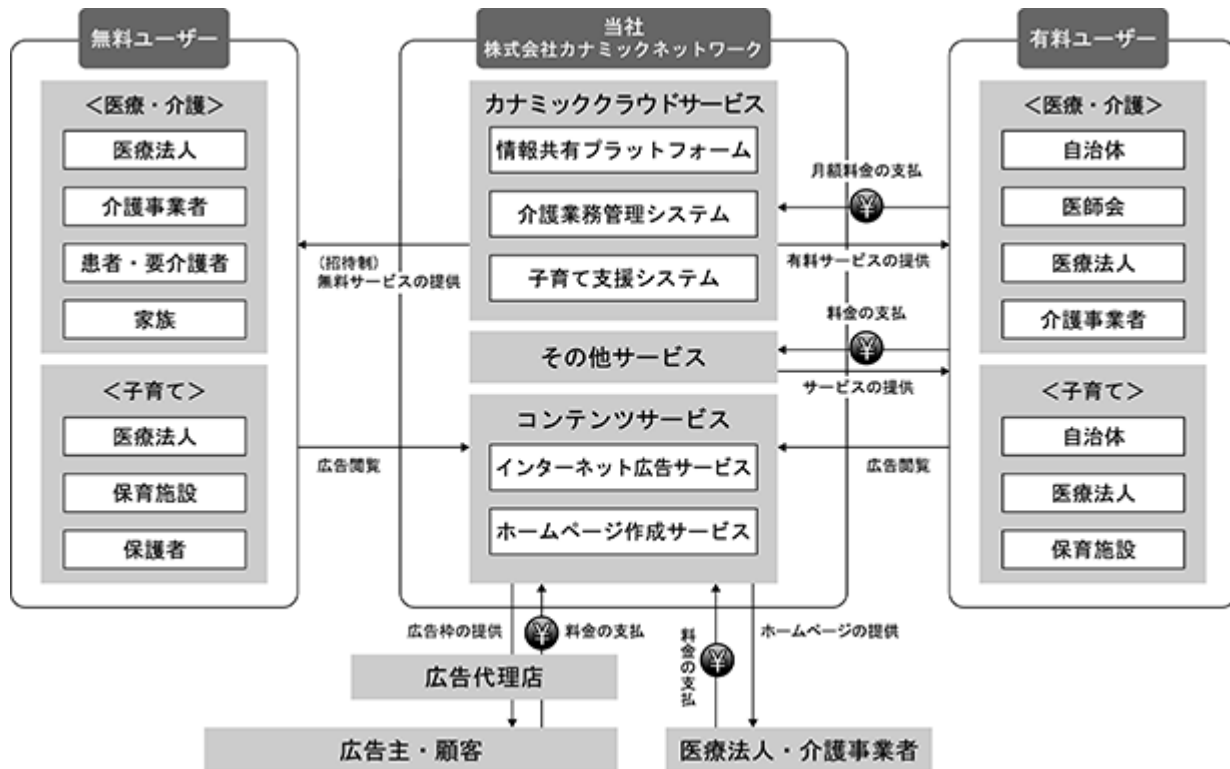 無料ユーザー
＜医療・介護＞
医療法人
介護事業者
患者・要介護者
家族
＜子育て＞
医療法人
保育施設
保護者
(招待制)
無料サービスの提供
広告閲覧
当社
株式会社カナミックネットワーク
カナミッククラウドサービス
情報共有プラットフォーム
介護業務管理システム
子育て支援システム
その他サービス
コンテンツサービス
インターネット広告サービス
ホームページ作成サービス
月額料金の支払
¥
有料サービスの提供
料金の支払
¥
サービスの提供
広告閲覧
有料ユーザー
＜医療・介護＞
自治体
医師会
医療法人
介護事業者
＜子育て＞
自治体
医療法人
保育施設
広告枠の提供
¥
料金の支払
広告代理店
広告主・顧客
料金の支払
¥
ホームページの提供
医療法人・介護事業者